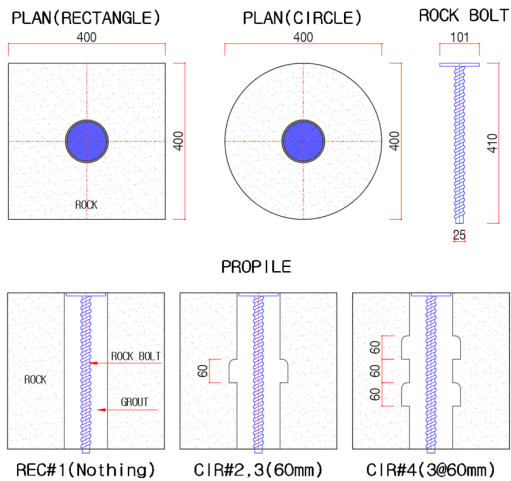 PLAN(RECTANGLE)
400
400
ROCK
PLAN(CIRCLE)
400
400
ROCK BOLT
101
410
25
PROPILE
ROCK
ROCK BOLT
GROUT
REC#1(Nothing)
60
CIR#2,3(60mm)
60
60
60
CIR#4(3@60mm)